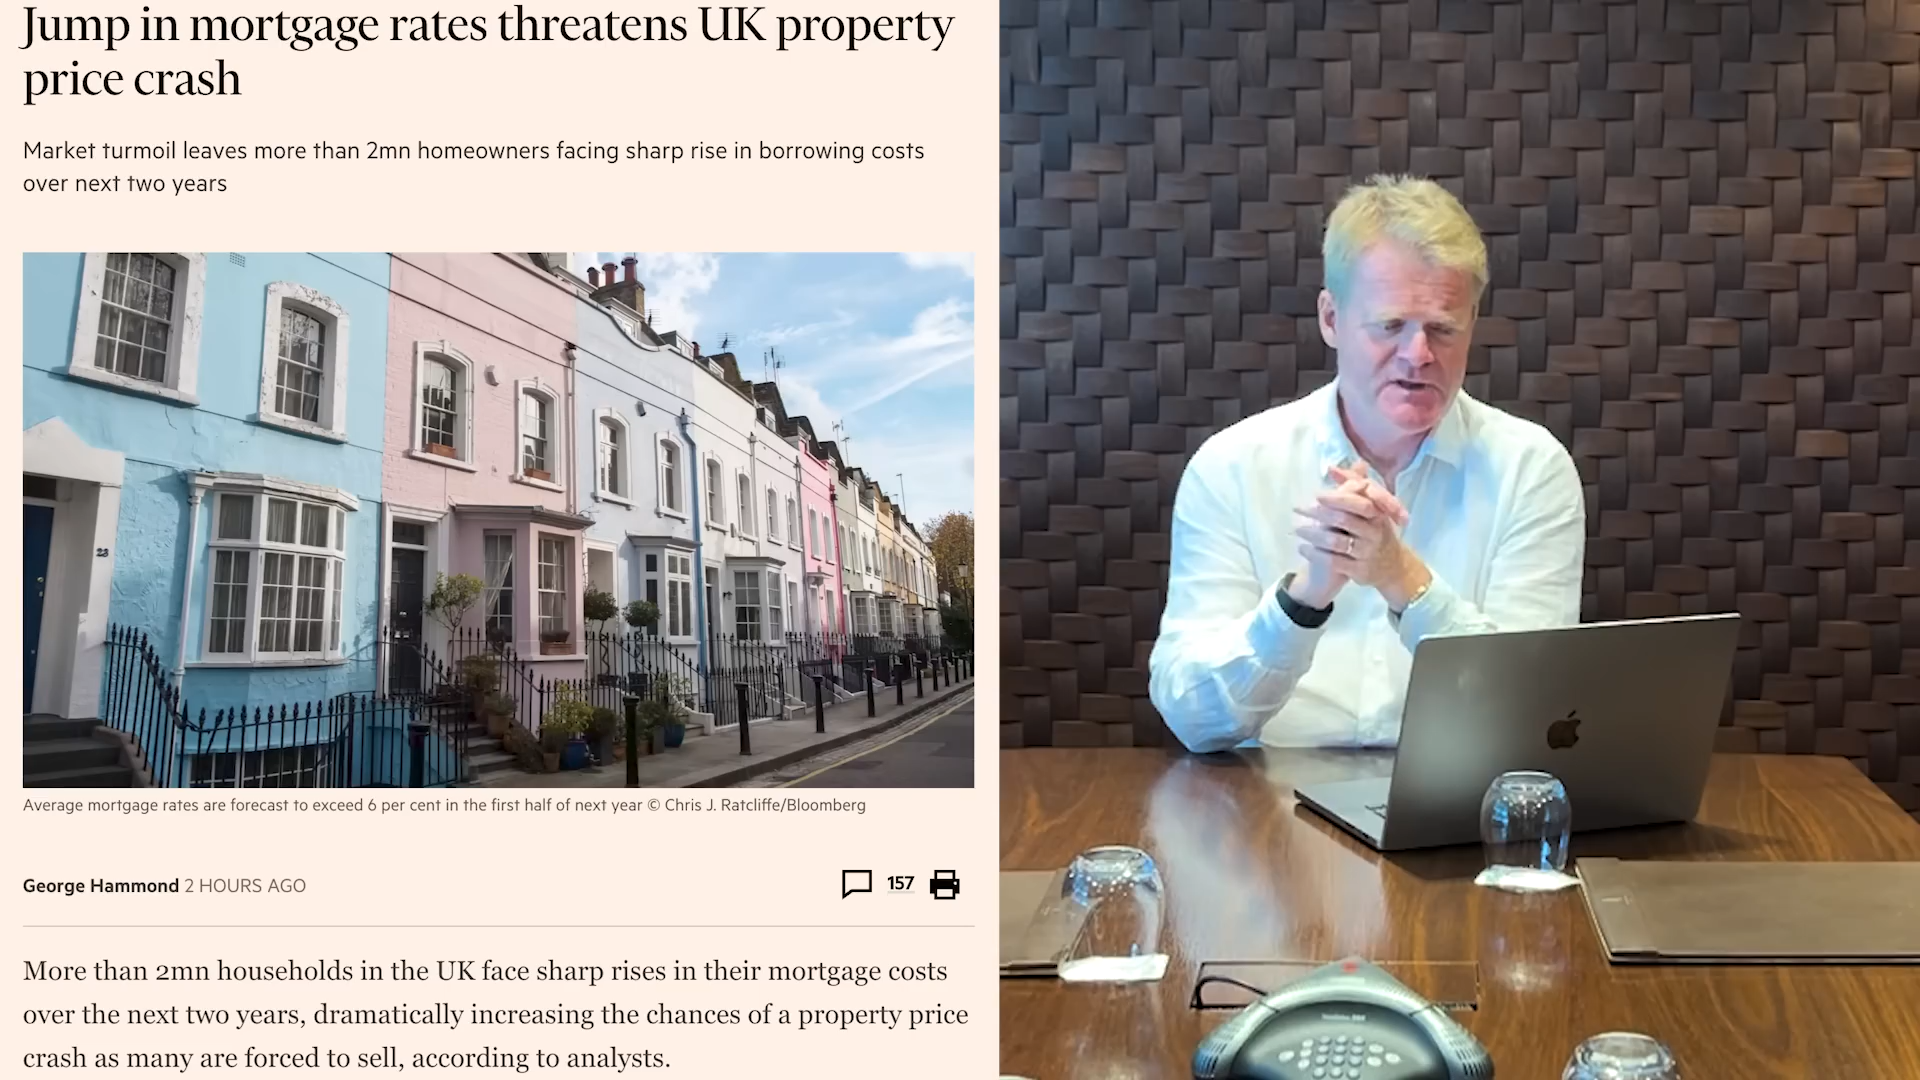 Jump in mortgage rates threatens UK property
price crash
Market turmoil leaves more than 2mn homeowners facing sharp rise in borrowing costs
over next two years
23
Average mortgage rates are forecast to exceed 6 per cent in the first half of next year © Chris J. Ratcliffe/Bloomberg
George Hammond 2 HOURS AGO
157
More than 2mn households in the UK face sharp rises in their mortgage costs
over the next two years, dramatically increasing the chances of a property price
crash as many are forced to sell, according to analysts.